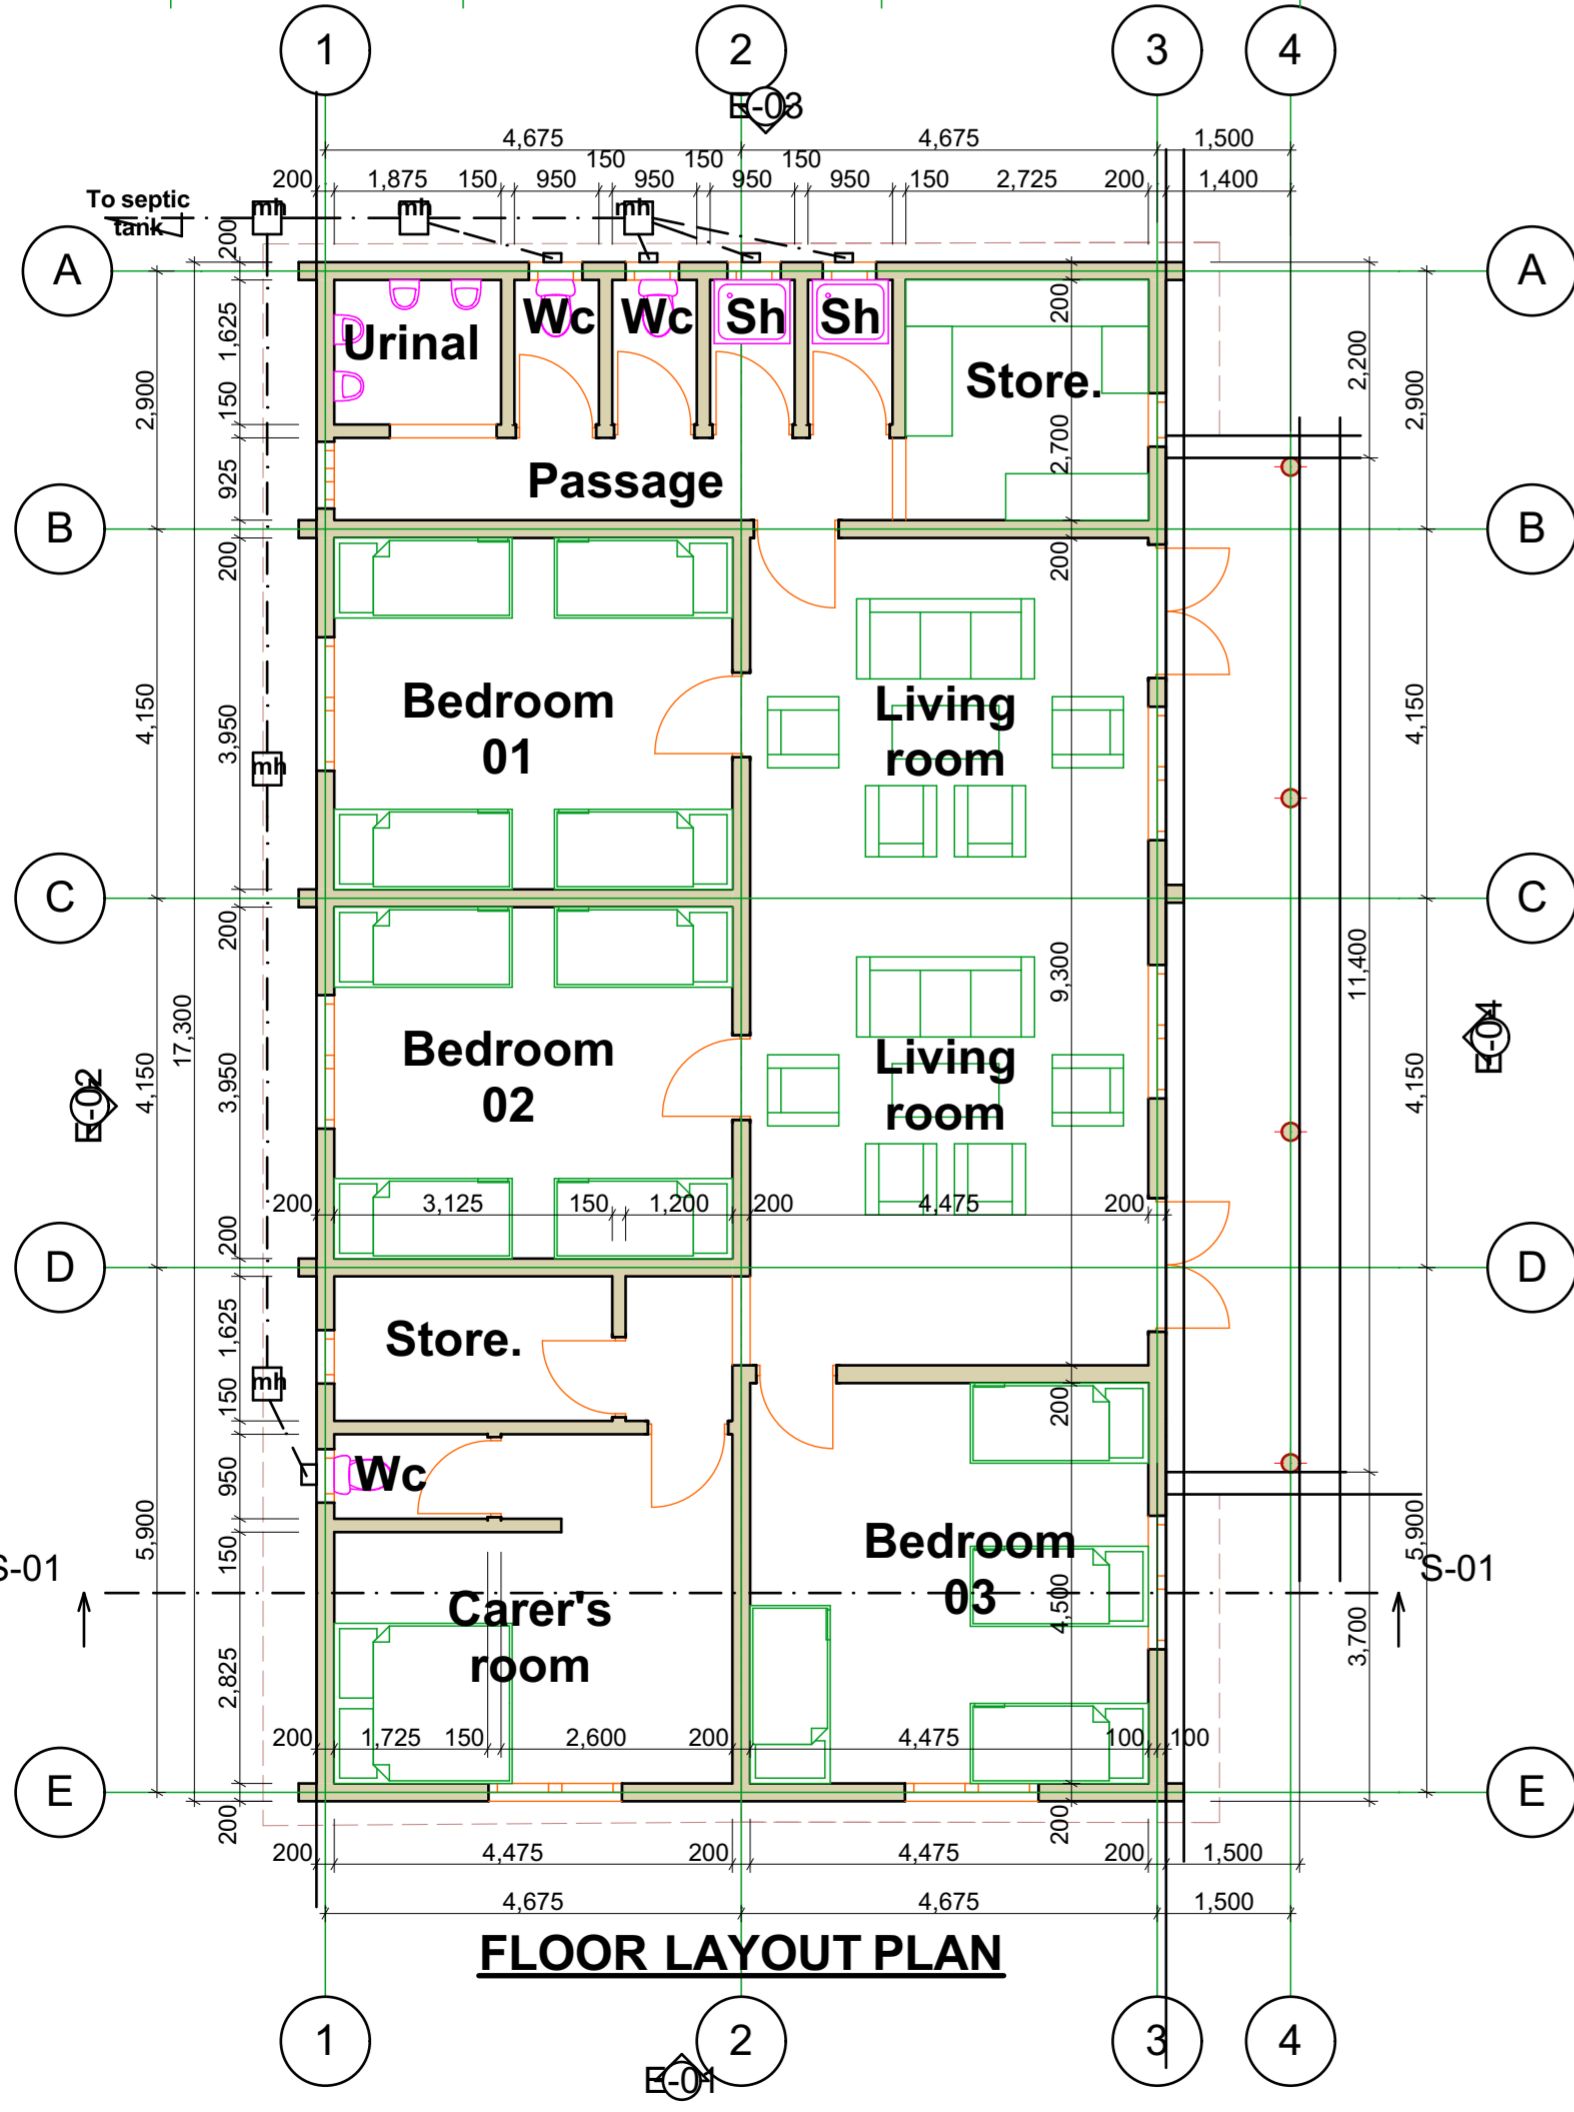 1 2 3 4
E-03
4,675 4,675 1,500
150 150 150
200 1,875 150 950 950 950 950 150 2,725 200 1,400
To septic
tank
mh mh mh
200
A A
1,625 200 2,200
Urinal Wc Wc Sh Sh
Store.
2,900 150 2,900
925 2,700
Passage
B B
200 200
4,150 3,950 4,150
Bedroom
01
Living
room
mh
C C
200
17,300 9,300 11,400
E-04
4,150 3,950 4,150
Bedroom
02
Living
room
E-02
200 3,125 150 1,200 200 4,475 200
200
D D
1,625
Store.
mh
150 200
950
Wc
5,900 5,900
150
Bedroom
03
S-01 S-01
4,500
Carer's
room
2,825 3,700
200 1,725 150 2,600 200 4,475 100 100
E E
200 200
200 4,475 200 4,475 200 1,500
4,675 4,675 1,500
FLOOR LAYOUT PLAN
1 2 3 4
E-01